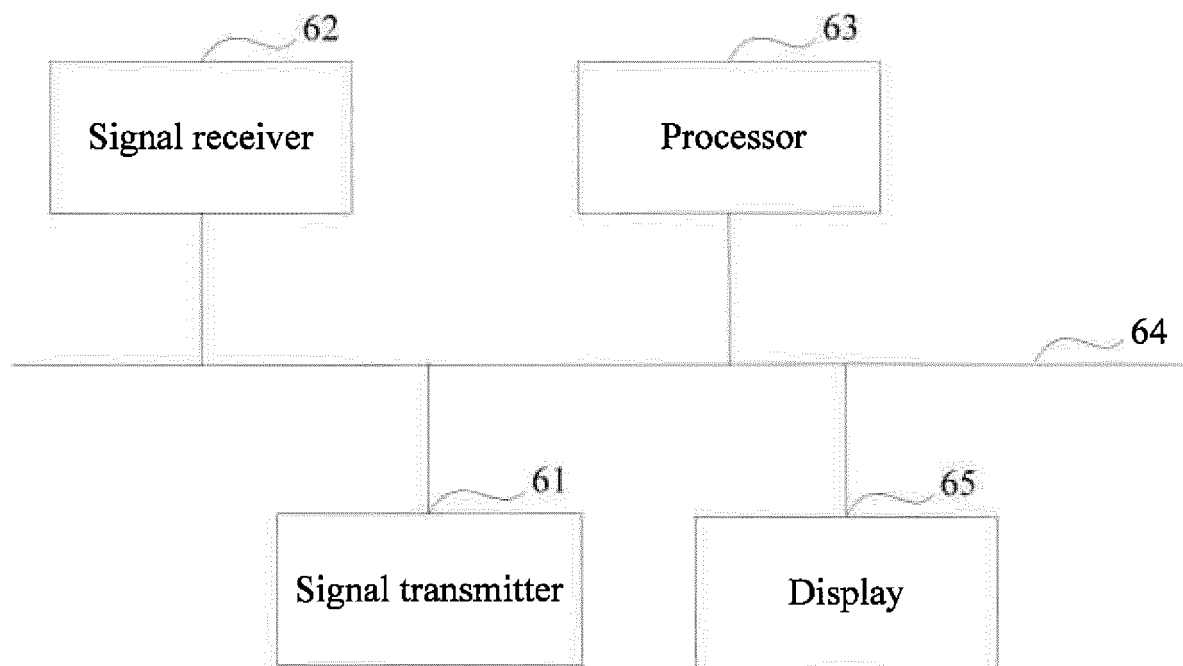 62
63
Signal receiver
Processor
64
61
65
Signal transmitter
Display